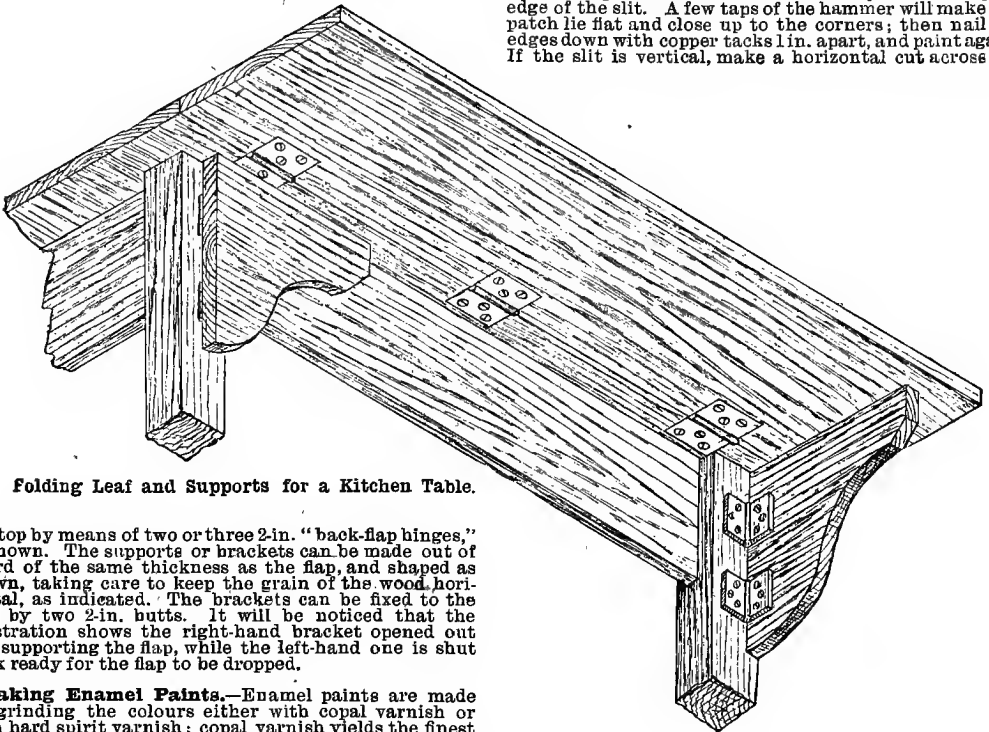 edge of the slit. A few taps of the hammer will make
patch lie flat and close up to the corners; then nail
edges down with copper tacks 1 in. apart, and paint aga
If the slit is vertical, make a horizontal cut across
Folding Leaf and Supports for a Kitchen Table.
top by means of two or three 2-in. "back-flap hinges,"
nown. The supports or brackets can be made out of
rd of the same thickness as the flap, and shaped as
wn, taking care to keep the grain of the wood hori-
al, as indicated. The brackets can be fixed to the
by two 2-in. butts. It will be noticed that the
stration shows the right-hand bracket opened out
supporting the flap, while the left-hand one is shut
k ready for the flap to be dropped.
aking Enamel Paints.—Enamel paints are made
grinding the colours either with copal varnish or
hard spirit varnish; copal varnish yields the finest